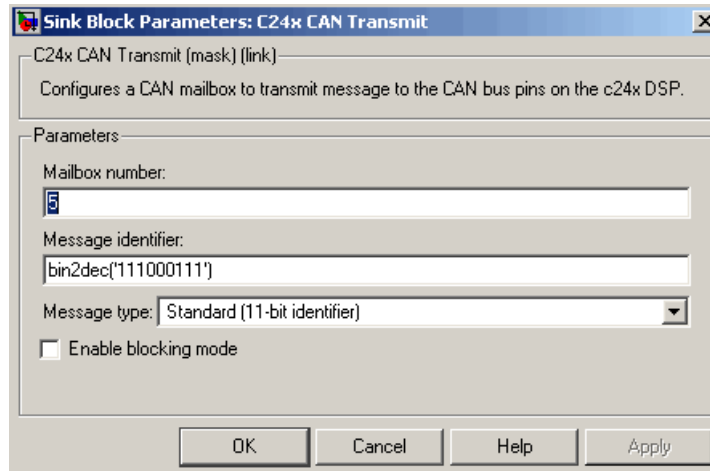 Sink Block Parameters: C24x CAN Transmit
C24x CAN Transmit (mask) (link)
Configures a CAN mailbox to transmit message to the CAN bus pins on the c24x DSP.
Parameters
Mailbox number:
5
Message identifier:
bin2dec('111000111')
Message type: Standard (11-bit identifier)
Enable blocking mode
OK Cancel Help Apply